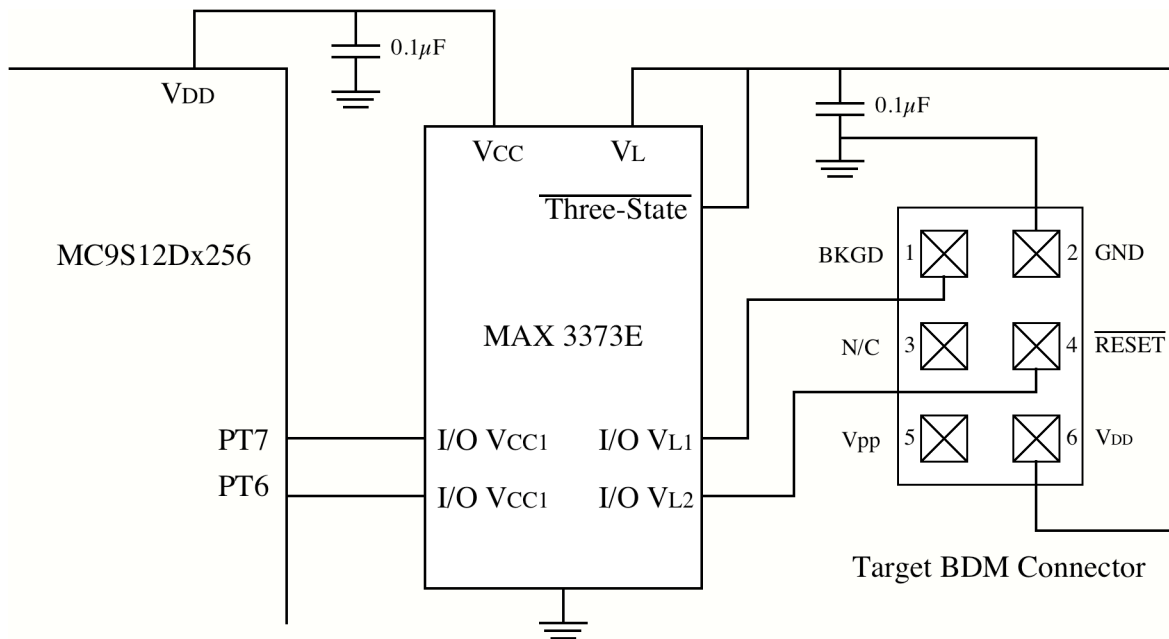 0.1µF
VDD
0.1µF
VCC VL
Three-State
MC9S12Dx256
BKGD 1 2 GND
MAX 3373E
N/C 3 4 RESET
PT7 I/O VCC1 I/O VL1 Vpp 5 6 VDD
PT6 I/O VCC1 I/O VL2
Target BDM Connector